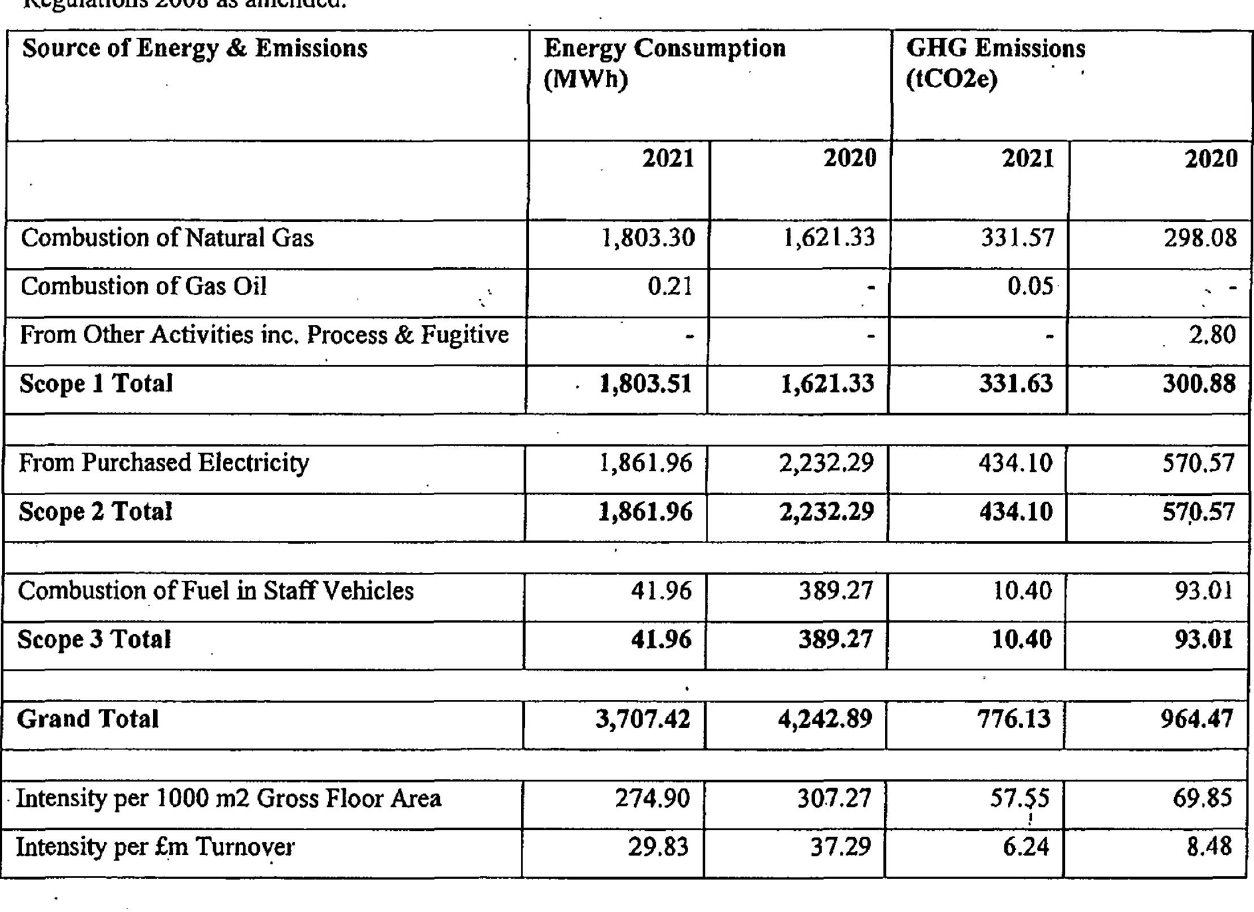 Regulations 2008 as amended.
Source of Energy & Emissions Energy Consumption (MWh) GHG Emissions (tCO2e)
2021 2020 2021 2020
Combustion of Natural Gas 1,803.30 1,621.33 331.57 298.08
Combustion of Gas Oil 0.21 - 0.05 -
From Other Activities inc. Process & Fugitive - - - 2.80
Scope 1 Total 1,803.51 1,621.33 331.63 300.88
From Purchased Electricity 1,861.96 2,232.29 434.10 570.57
Scope 2 Total 1,861.96 2,232.29 434.10 570.57
Combustion of Fuel in Staff Vehicles 41.96 389.27 10.40 93.01
Scope 3 Total 41.96 389.27 10.40 93.01
Grand Total 3,707.42 4,242.89 776.13 964.47
Intensity per 1000 m2 Gross Floor Area 274.90 307.27 57.55 69.85
Intensity per £m Turnover 29.83 37.29 6.24 8.48